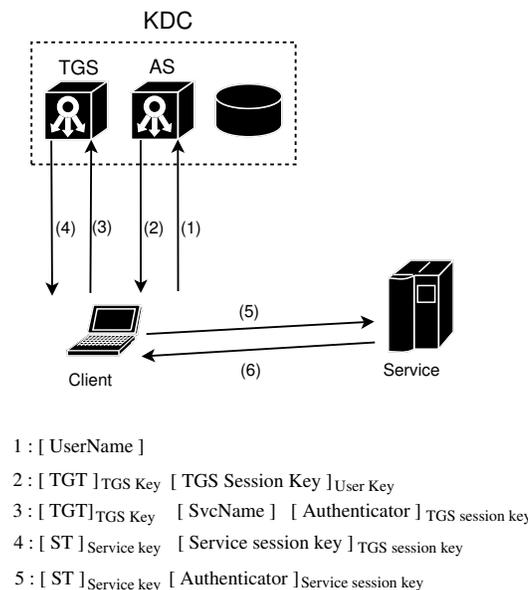 KDC
TGS AS
(4) (3) (2) (1)
(5)
(6)
Client
Service
1 : [ UserName ]
2 : [ TGT ] TGS Key [ TGS Session Key ] User Key
3 : [ TGT] TGS Key [ SvcName ] [ Authenticator ] TGS session key
4 : [ ST ] Service key [ Service session key ] TGS session key
5 : [ ST ] Service key [ Authenticator ] Service session key